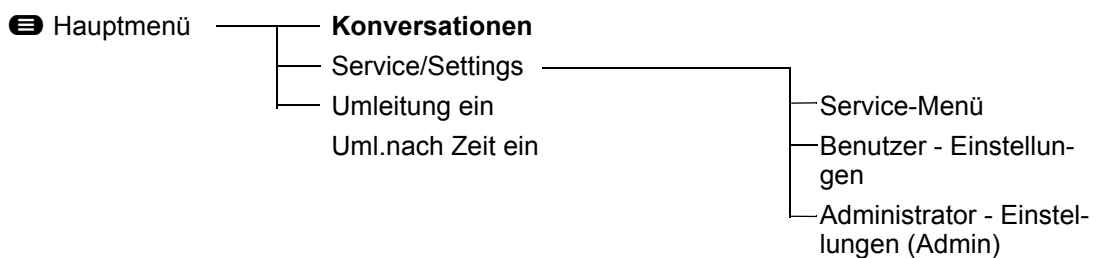 Hauptmenü
Konversationen
Service/Settings
Umleitung ein
Uml.nach Zeit ein
Service-Menü
Benutzer - Einstellun-
gen
Administrator - Einstel-
lungen (Admin)